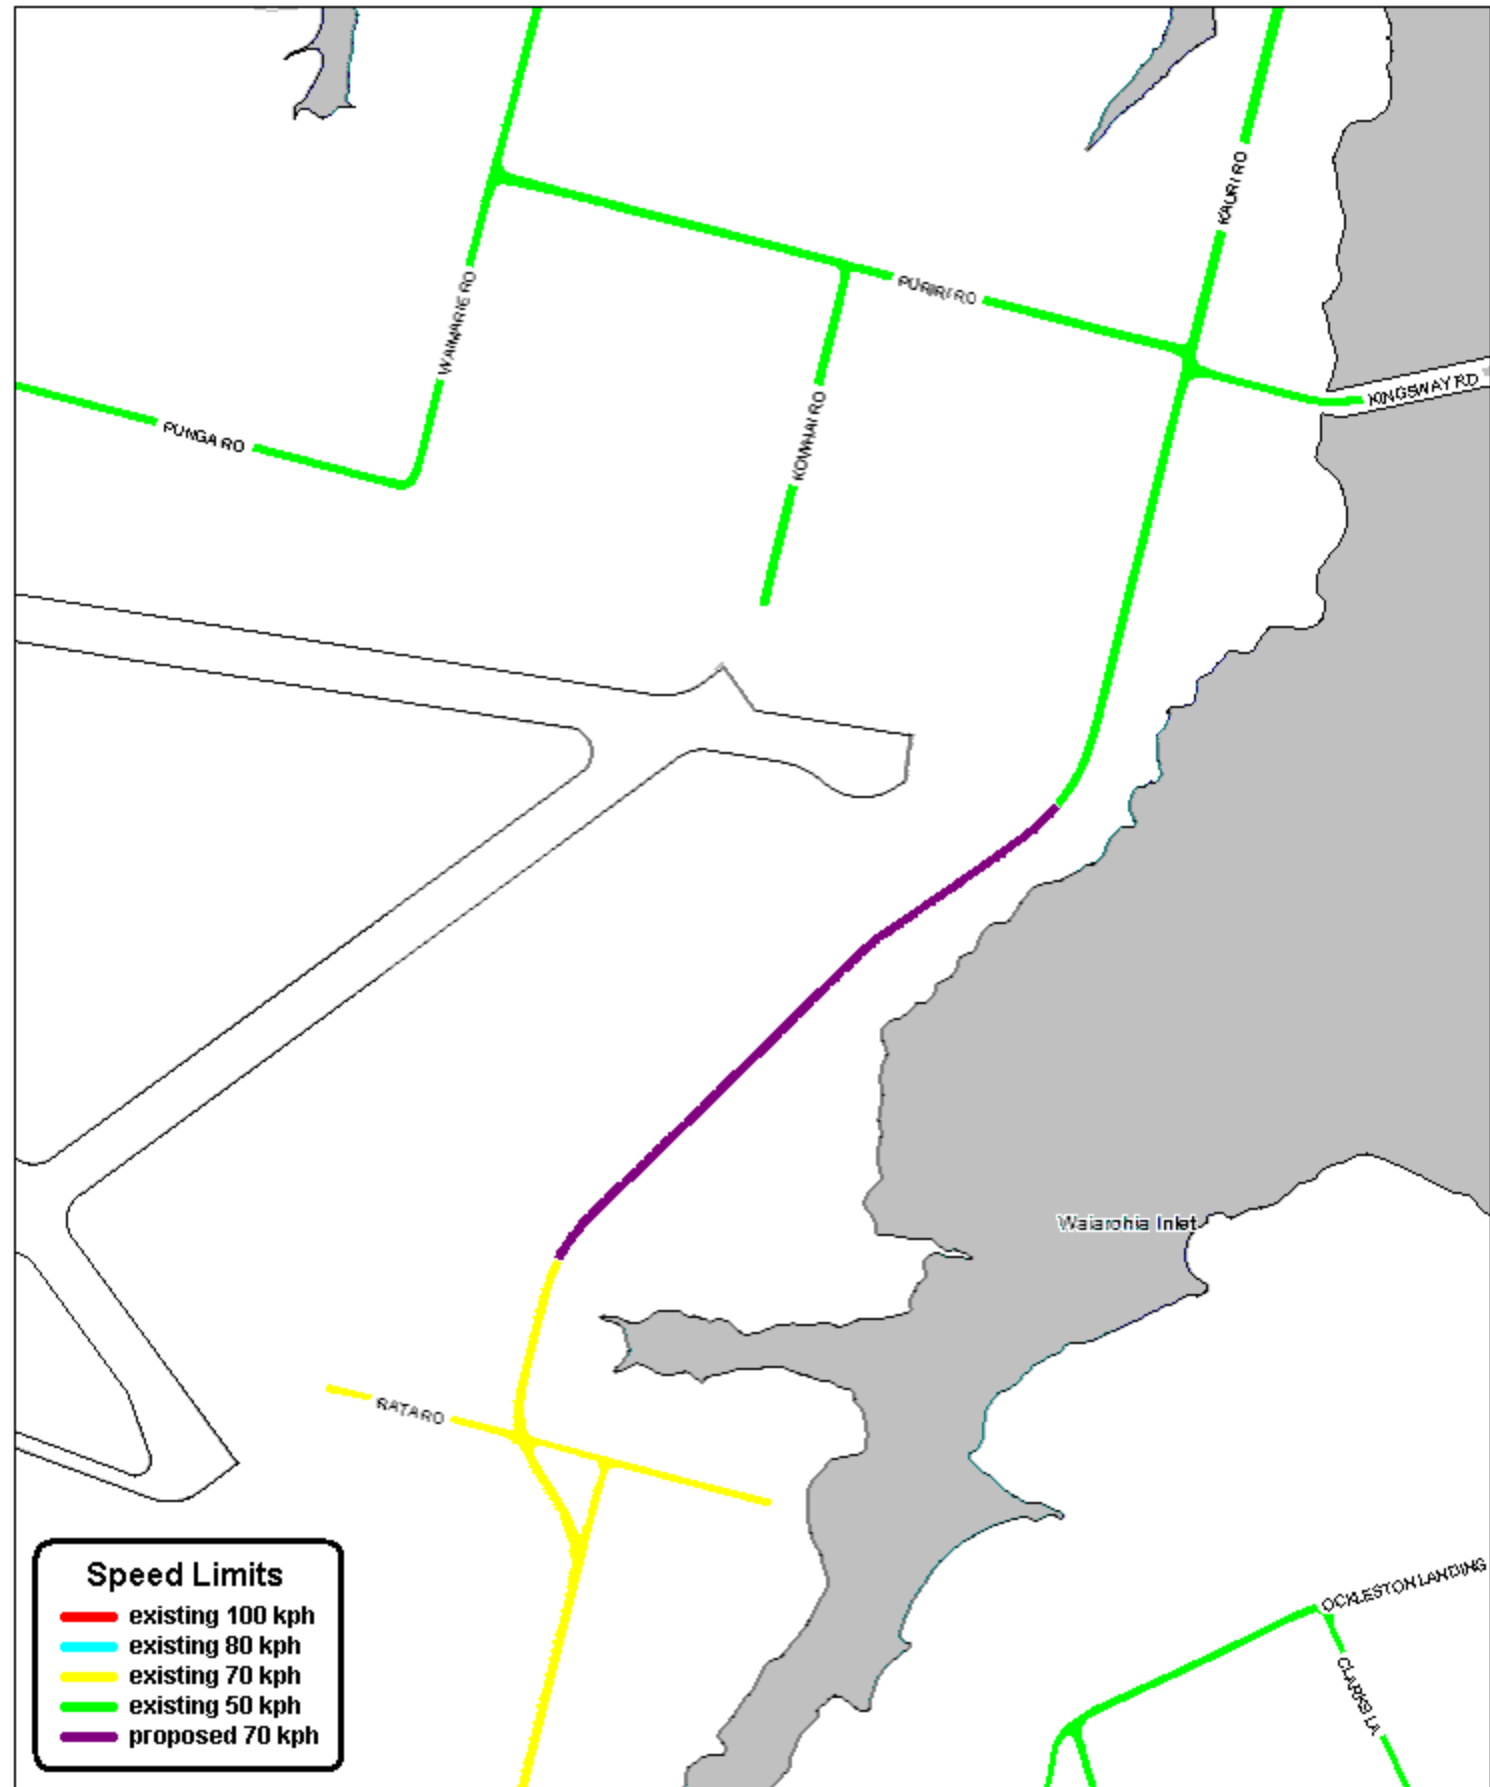 KAURI RD
PURIRI RD
WAIMARIE RD
KINGSWAY RD
KOWHAI RD
PUNGA RD
Waiarohia Inlet
RATA RD
OCKLESTON LANDING
CLARKS LA
Speed Limits
existing 100 kph
existing 80 kph
existing 70 kph
existing 50 kph
proposed 70 kph